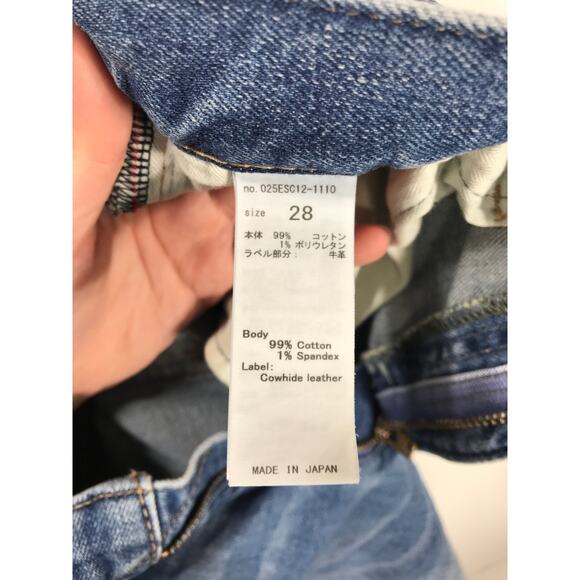 no. 025ESC12-1110
size 28
本体 99% コットン
1% ポリウレタン
ラベル部分： 牛革
Body
99% Cotton
1% Spandex
Label:
Cowhide leather
MADE IN JAPAN